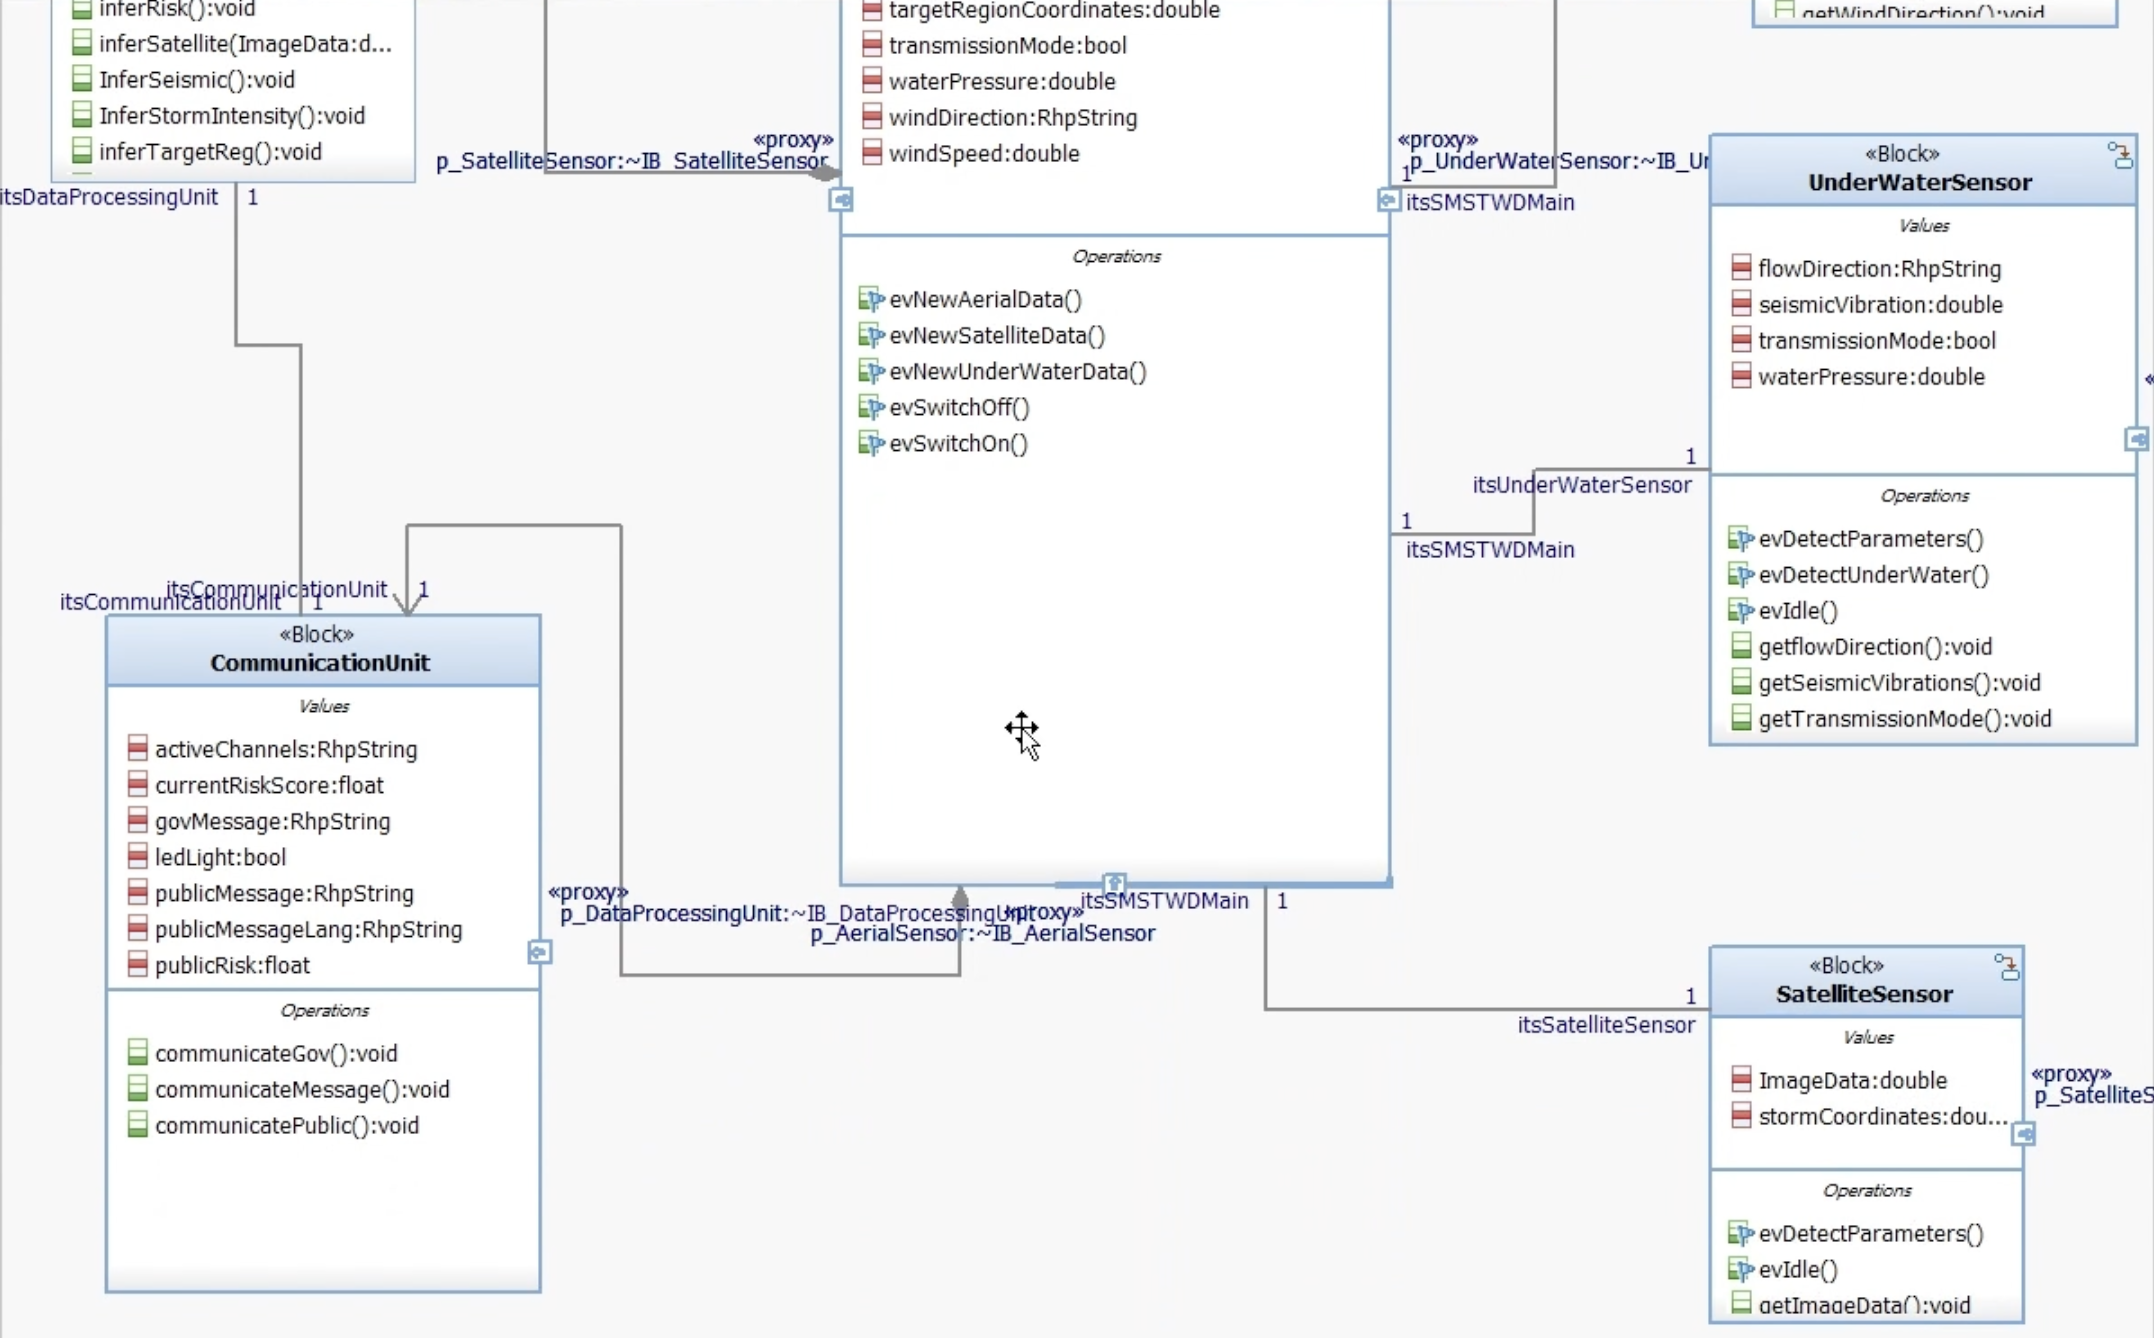 inferRisk():void
inferSatellite(ImageData:d...
InferSeismic():void
InferStormIntensity():void
inferTargetReg():void
itsDataProcessingUnit
1
«proxy»
p_SatelliteSensor:~IB_SatelliteSensor
targetRegionCoordinates:double
transmissionMode:bool
waterPressure:double
windDirection:RhpString
windSpeed:double
Operations
evNewAerialData()
evNewSatelliteData()
evNewUnderWaterData()
evSwitchOff()
evSwitchOn()
getWindDirection():void
«proxy»
p_UnderWaterSensor:~IB_Ur
1
itsSMSTWDMain
«Block»
UnderWaterSensor
Values
flowDirection:RhpString
seismicVibration:double
transmissionMode:bool
waterPressure:double
«
Operations
evDetectParameters()
evDetectUnderWater()
evIdle()
getflowDirection():void
getSeismicVibrations():void
getTransmissionMode():void
1
itsUnderWaterSensor
1
itsSMSTWDMain
itsCommunicationUnit
1
itsCommunicationUnit
1
«Block»
CommunicationUnit
Values
activeChannels:RhpString
currentRiskScore:float
govMessage:RhpString
ledLight:bool
publicMessage:RhpString
publicMessageLang:RhpString
publicRisk:float
Operations
communicateGov():void
communicateMessage():void
communicatePublic():void
«proxy»
p_DataProcessingUnit:~IB_DataProcessingUnit
«proxy»
p_AerialSensor:~IB_AerialSensor
itsSMSTWDMain
1
1
itsSatelliteSensor
«Block»
SatelliteSensor
Values
ImageData:double
stormCoordinates:dou...
«proxy»
p_SatelliteS
Operations
evDetectParameters()
evIdle()
getImageData():void